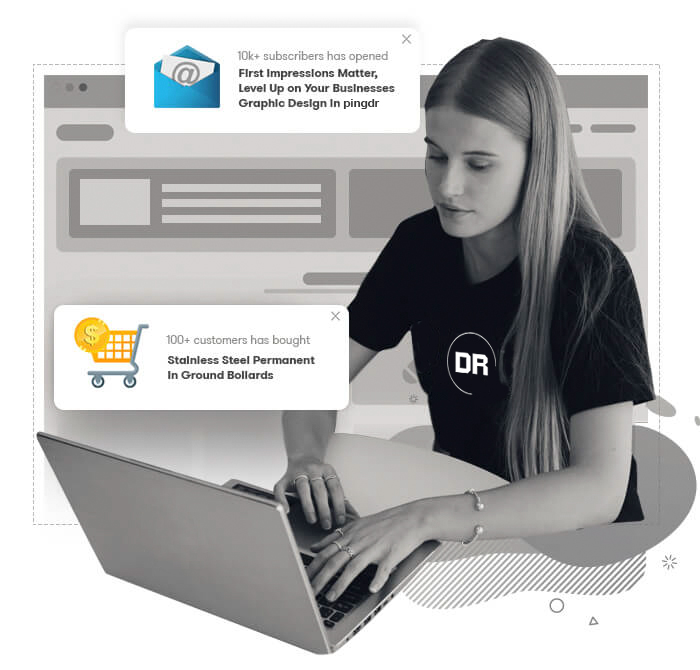 10k+ subscribers has opened
First Impressions Matter,
Level Up on Your Businesses
Graphic Design in pingdr
100+ customers has bought
Stainless Steel Permanent
In Ground Bollards
DR